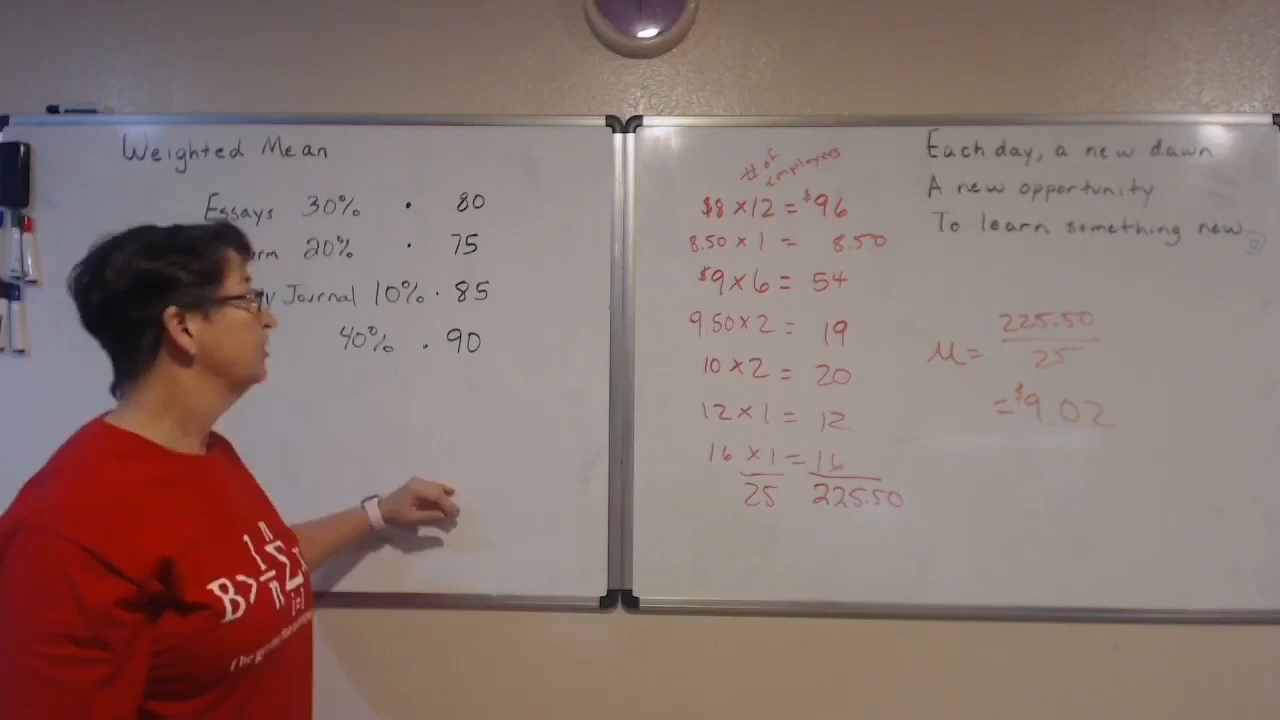 Weighted Mean
Essays 30% · 80
20% · 75
Journal 10% · 85
40% · 90
# of employees
$8 × 12 = $96
8.50 × 1 = 8.50
$9 × 6 = 54
9.50 × 2 = 19
10 × 2 = 20
12 × 1 = 12
16 × 1 = 16
25 225.50
Each day, a new dawn
A new opportunity
To learn something new
μ = 225.50
25
= $9.02
B > 1/n n Σ i=1